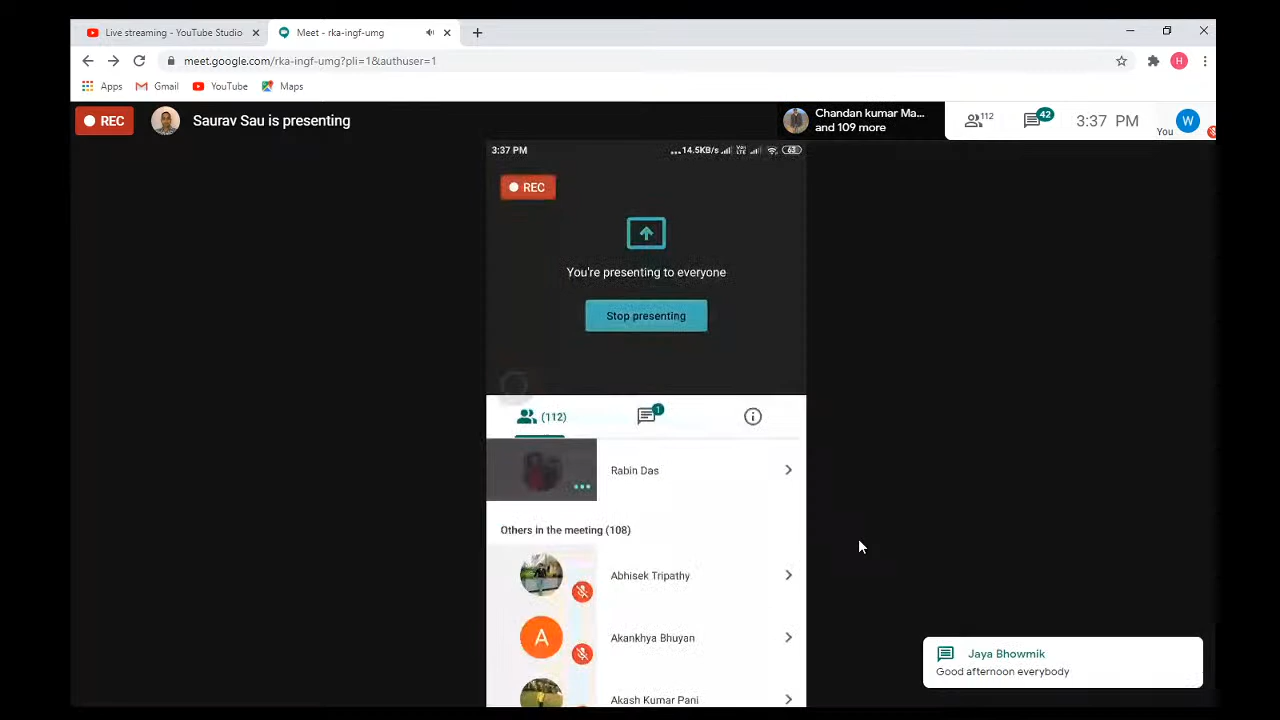 Live streaming - YouTube Studio
Meet - rka-ingf-umg
meet.google.com/rka-ingf-umg?pli=1&authuser=1
H
Apps
Gmail
YouTube
Maps
REC
Saurav Sau is presenting
Chandan kumar Ma...
and 109 more
112
42
3:37 PM
You
W
3:37 PM
...14.5KB/s
63
REC
You're presenting to everyone
Stop presenting
(112)
1
Rabin Das
Others in the meeting (108)
Abhisek Tripathy
A
Akankhya Bhuyan
Akash Kumar Pani
Jaya Bhowmik
Good afternoon everybody